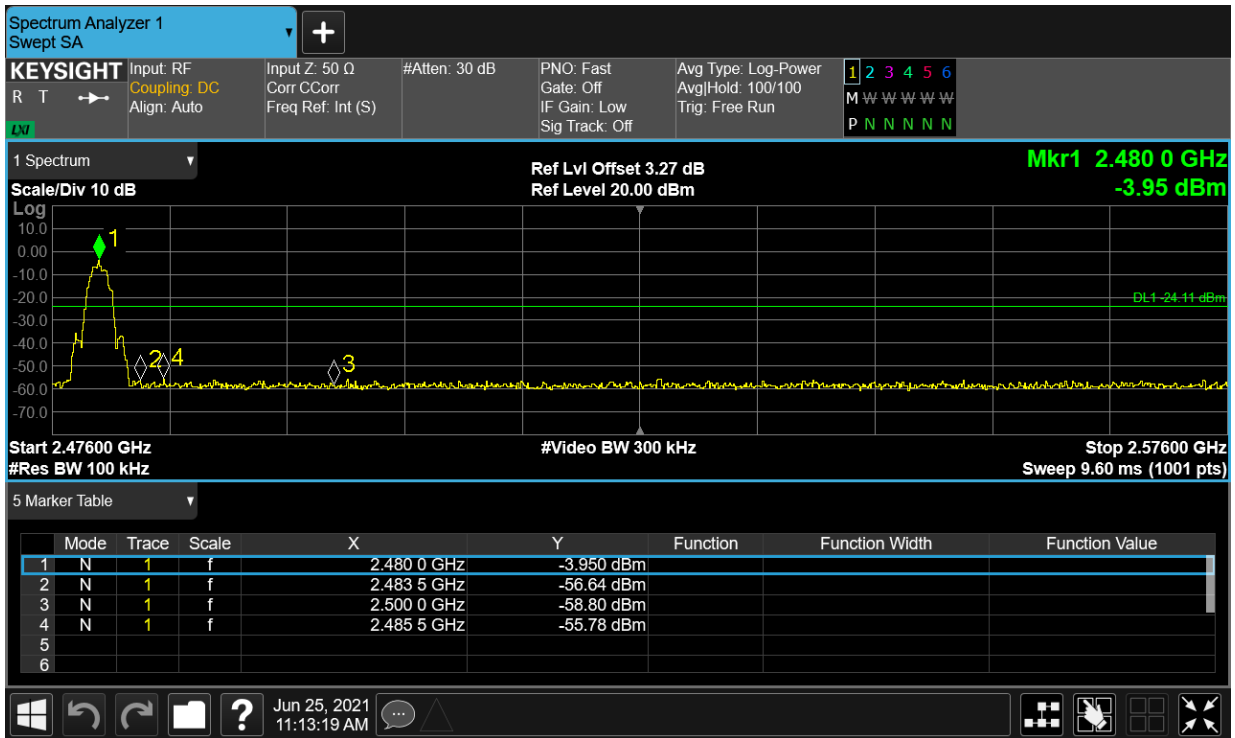 Spectrum Analyzer 1
Swept SA
+
KEYSIGHT
R T
LXI
Input: RF
Coupling: DC
Align: Auto
Input Z: 50 Ω
Corr CCorr
Freq Ref: Int (S)
#Atten: 30 dB
PNO: Fast
Gate: Off
IF Gain: Low
Sig Track: Off
Avg Type: Log-Power
Avg|Hold: 100/100
Trig: Free Run
1 2 3 4 5 6
M W W W W W
P N N N N N
1 Spectrum
Ref Lvl Offset 3.27 dB
Mkr1 2.480 0 GHz
Scale/Div 10 dB
Ref Level 20.00 dBm
-3.95 dBm
Log
10.0
0.00
-10.0
-20.0
-30.0
-40.0
-50.0
-60.0
-70.0
1
2
4
3
DL1 -24.11 dBm
Start 2.47600 GHz
#Video BW 300 kHz
Stop 2.57600 GHz
#Res BW 100 kHz
Sweep 9.60 ms (1001 pts)
5 Marker Table
Mode Trace Scale X Y Function Function Width Function Value
1 N 1 f 2.480 0 GHz -3.950 dBm
2 N 1 f 2.483 5 GHz -56.64 dBm
3 N 1 f 2.500 0 GHz -58.80 dBm
4 N 1 f 2.485 5 GHz -55.78 dBm
5
6
?
Jun 25, 2021
11:13:19 AM